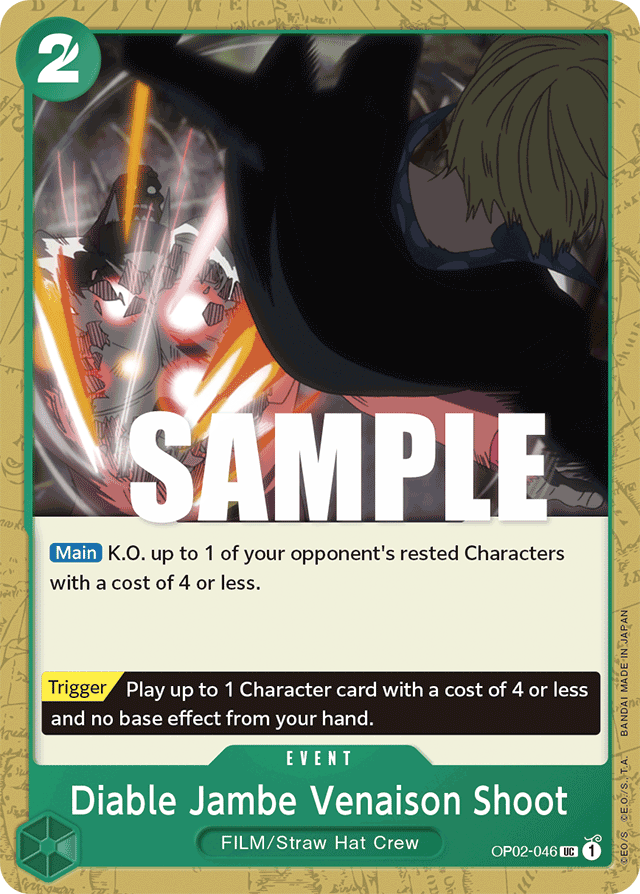 2
SAMPLE
Main K.O. up to 1 of your opponent's rested Characters
with a cost of 4 or less.
Trigger Play up to 1 Character card with a cost of 4 or less
and no base effect from your hand.
EVENT
Diable Jambe Venaison Shoot
FILM/Straw Hat Crew
OP02-046 UC 1
©E.O./S. ©E.O./S., T.A. BANDAI MADE IN JAPAN